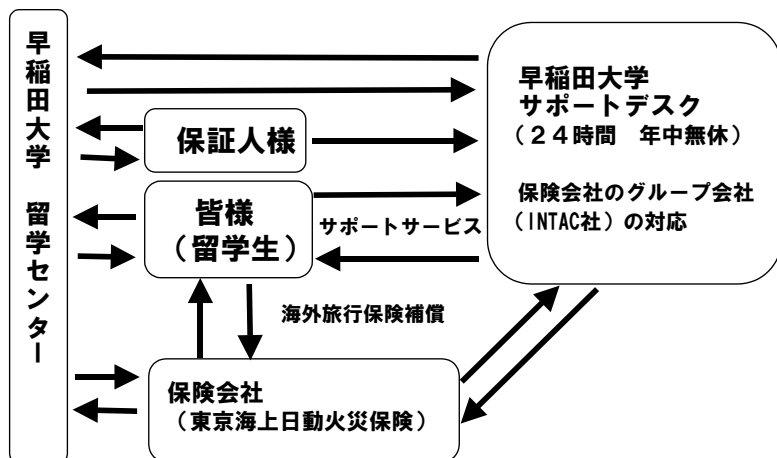 早稲田大学 留学センター
早稲田大学
サポートデスク
（２４時間　年中無休）
保険会社のグループ会社
（INTAC社）の対応
保証人様
皆様
（留学生）
サポートサービス
海外旅行保険補償
保険会社
（東京海上日動火災保険）